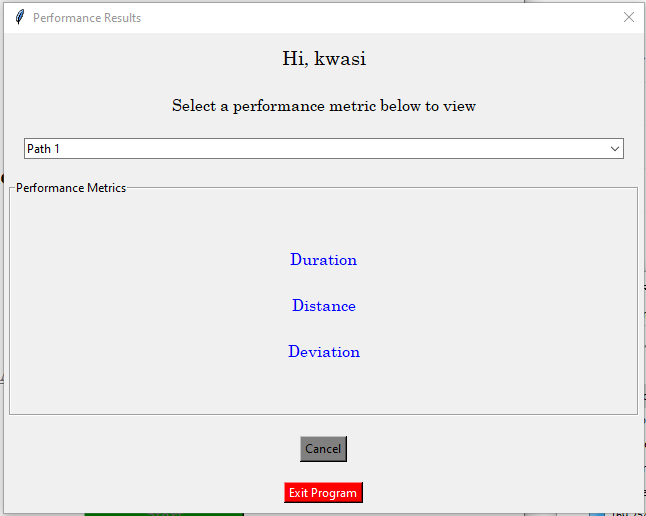 Performance Results
Hi, kwasi
Select a performance metric below to view
Path 1
Performance Metrics
Duration
Distance
Deviation
Cancel
Exit Program